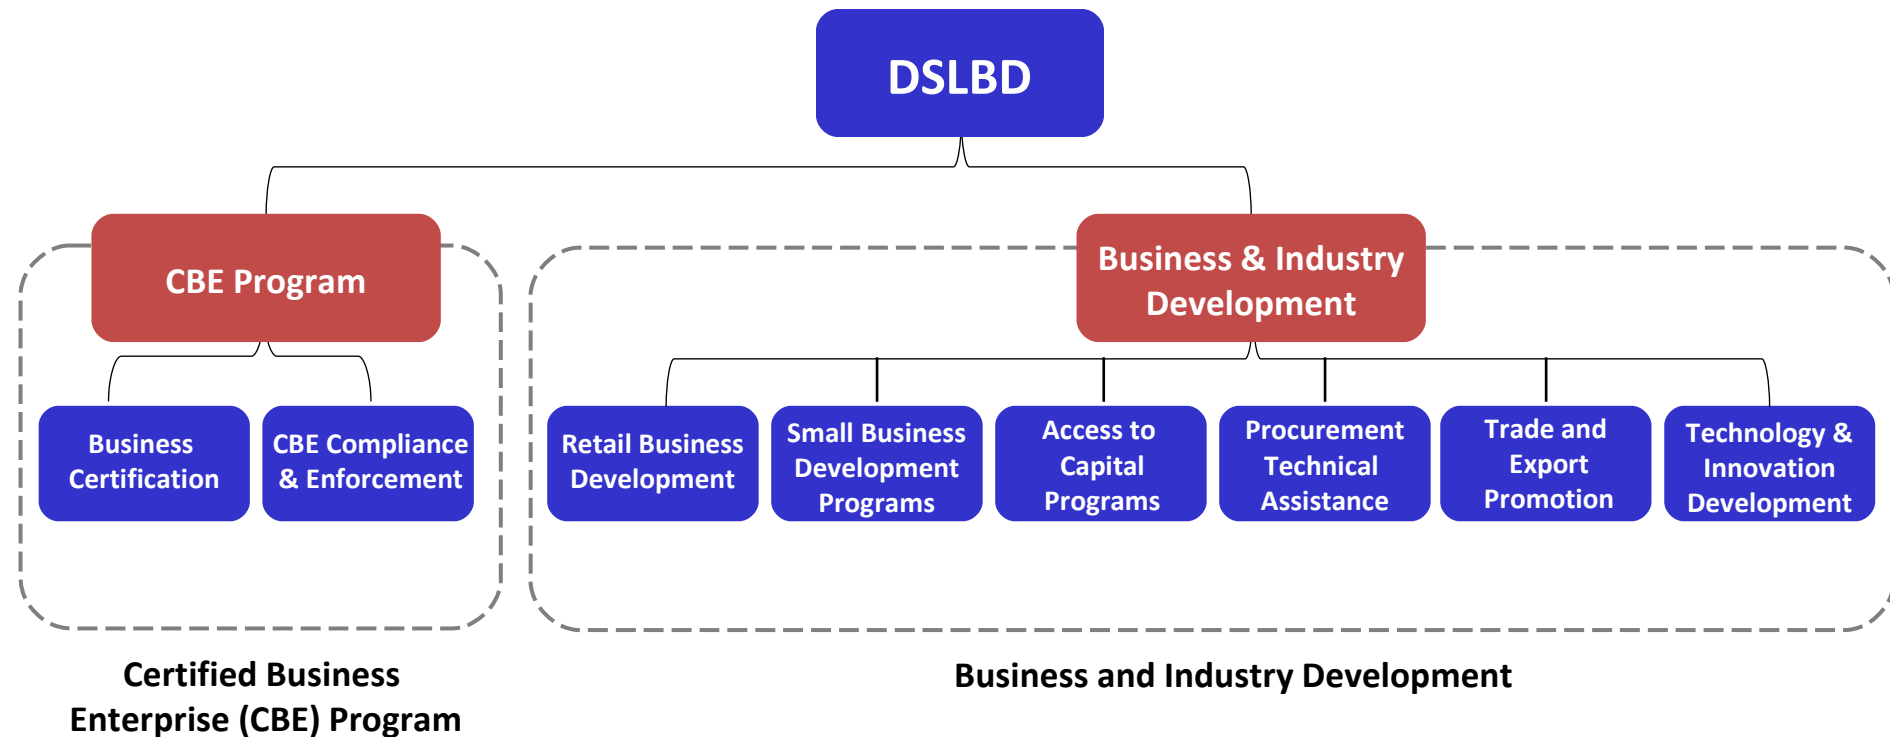 DSLBD
CBE Program
Business & Industry
Development
Business
Certification
CBE Compliance
& Enforcement
Retail Business
Development
Small Business
Development
Programs
Access to
Capital
Programs
Procurement
Technical
Assistance
Trade and
Export
Promotion
Technology &
Innovation
Development
Certified Business
Enterprise (CBE) Program
Business and Industry Development